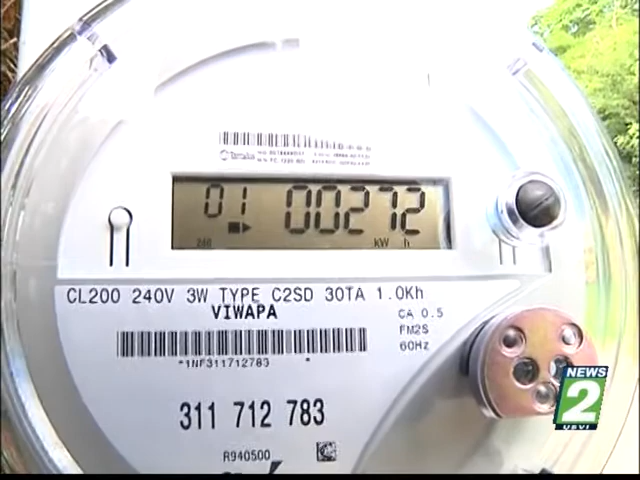 01 00272
240 KW h
CL200 240V 3W TYPE C2SD 30TA 1.0Kh
VIWAPA
CA 0.5
FM2S
60Hz
*1NF311712783 *
311 712 783
R940500
NEWS
2
USVI